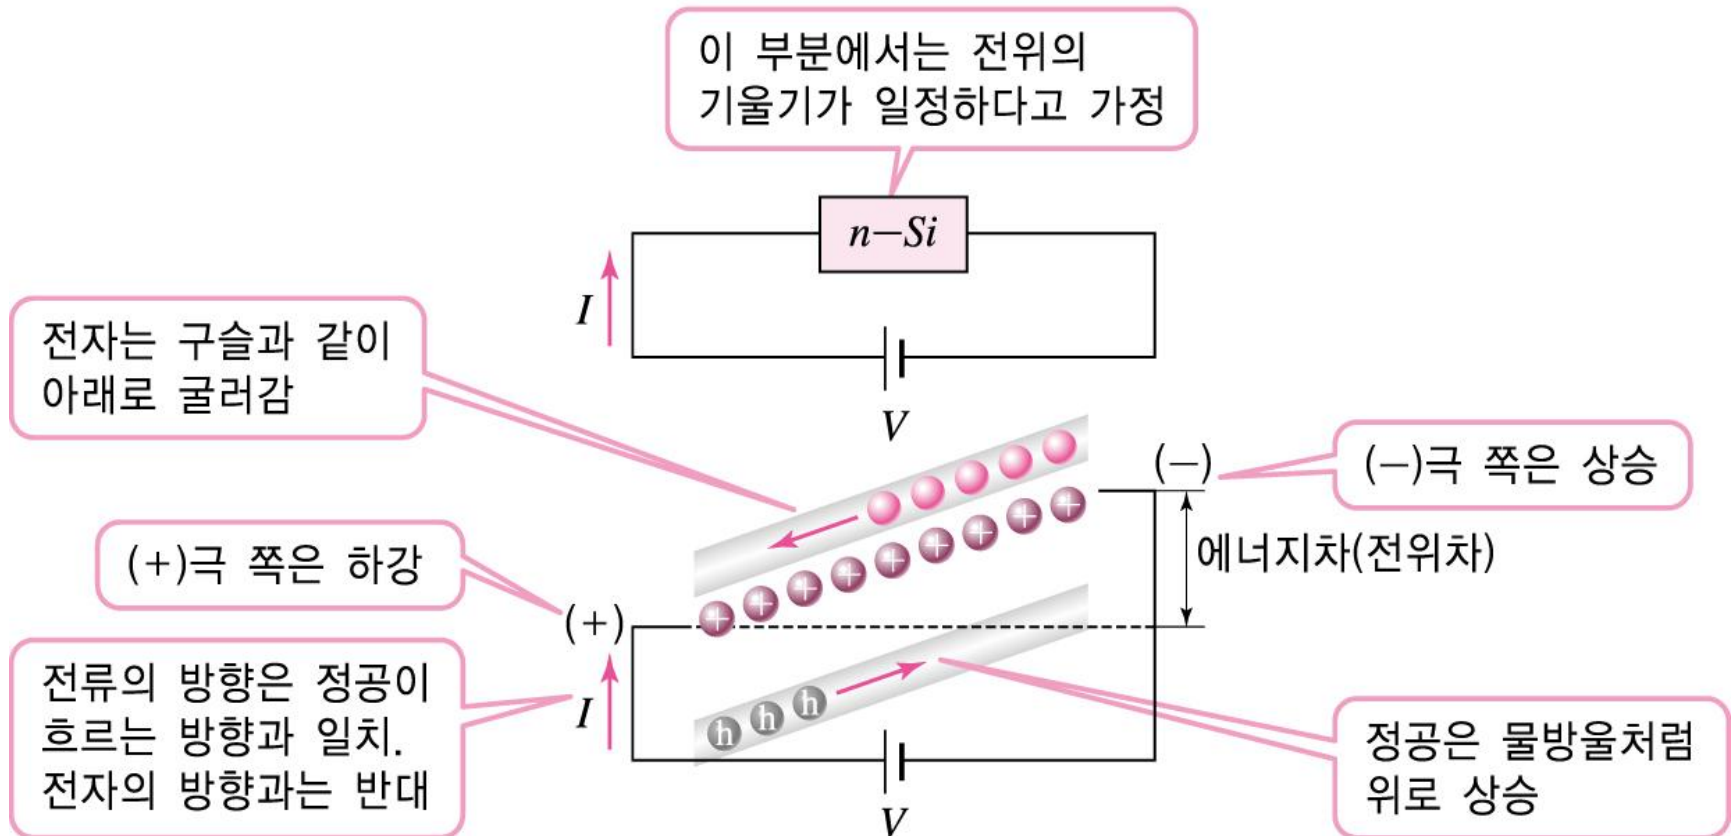 이 부분에서는 전위의
기울기가 일정하다고 가정
n−Si
I
V
전자는 구슬과 같이
아래로 굴러감
(−)
(−)극 쪽은 상승
에너지차(전위차)
(+)극 쪽은 하강
(+)
+ + + + + + + + +
전류의 방향은 정공이
흐르는 방향과 일치.
전자의 방향과는 반대
I
h h h
V
정공은 물방울처럼
위로 상승